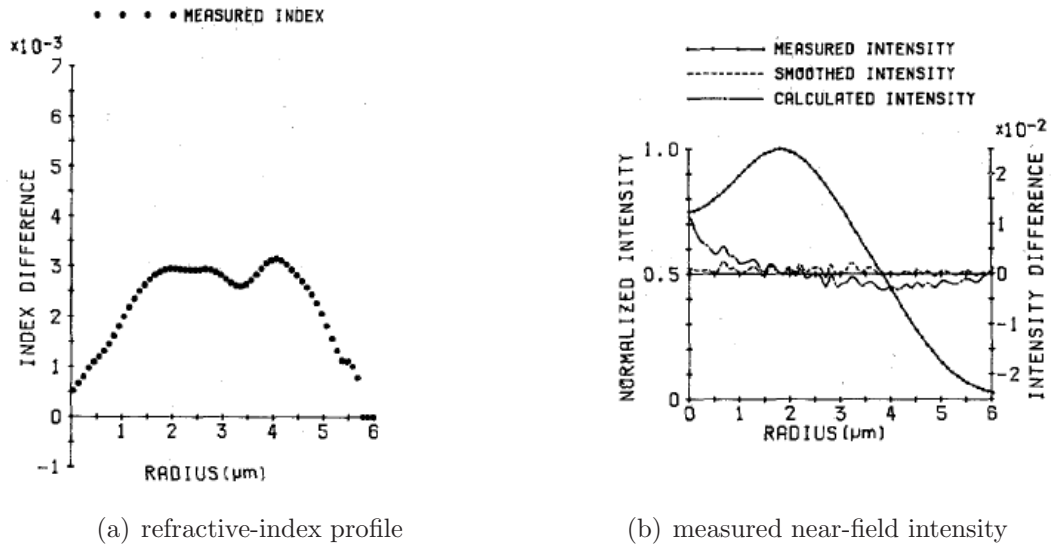 • • • • • MEASURED INDEX
×10⁻³
7
6
5
4
3
2
1
0
-1
1 2 3 4 5 6
INDEX DIFFERENCE
RADIUS(μm)
(a) refractive-index profile
MEASURED INTENSITY
SMOOTHED INTENSITY
CALCULATED INTENSITY
×10⁻²
1.0
0.5
0
NORMALIZED INTENSITY
2
1
0
-1
-2
INTENSITY DIFFERENCE
0 1 2 3 4 5 6
RADIUS(μm)
(b) measured near-field intensity